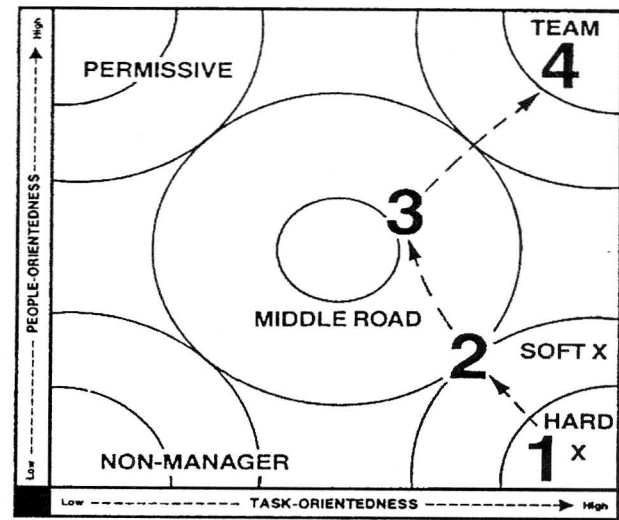 TEAM
4
PERMISSIVE
3
MIDDLE ROAD
2
SOFT X
HARD
1 X
NON-MANAGER
High
PEOPLE-ORIENTEDNESS
Low
Low TASK-ORIENTEDNESS High